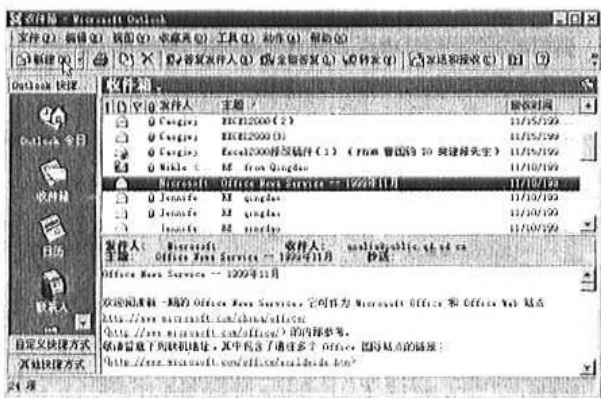 收件箱 - Microsoft Outlook
文件(F) 编辑(E) 视图(V) 收藏夹(O) 工具(T) 动作(A) 帮助(H)
新建(N) 答复发件人(R) 全部答复(L) 转发(W) 发送和接收(C)
Outlook 快捷 收件箱
发件人 主题 接收时间
Outlook 今日
Cangjej EXCEL2000(2) 11/15/199
Cangjej EXCEL2000(3) 11/15/199
Cangjej Excel2000修改稿件(1) 11/15/199
收件箱
from Qingdao 11/10/199
Microsoft Office News Service -- 1999年11月 11/10/199
Jennife RE qingdao 11/10/199
日历
Jennife RE qingdao 11/10/199
发件人: Microsoft 收件人:
主题: Office News Service -- 1999年11月 抄送:
Office News Service -- 1999年11月
联系人
欢迎阅读新一期的 Office News Service,它可作为 Microsoft Office 和 Office Web 站点
http://www.microsoft.com/china/office/
<http://www.microsoft.com/office/> 的内部参考。
自定义快捷方式
敬请留意下列联机地址,其中包含了通往多个 Office 国际站点的链接:
其他快捷方式
<http://www.microsoft.com/office/worldwide.htm>
24 项